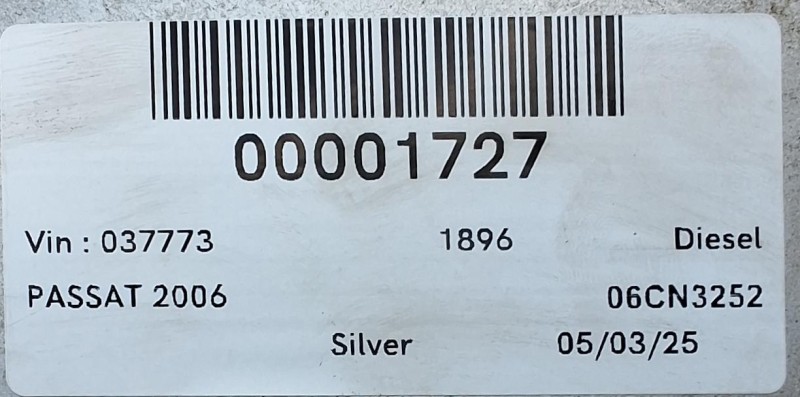 00001727
Vin : 037773 1896 Diesel
PASSAT 2006 06CN3252
Silver 05/03/25